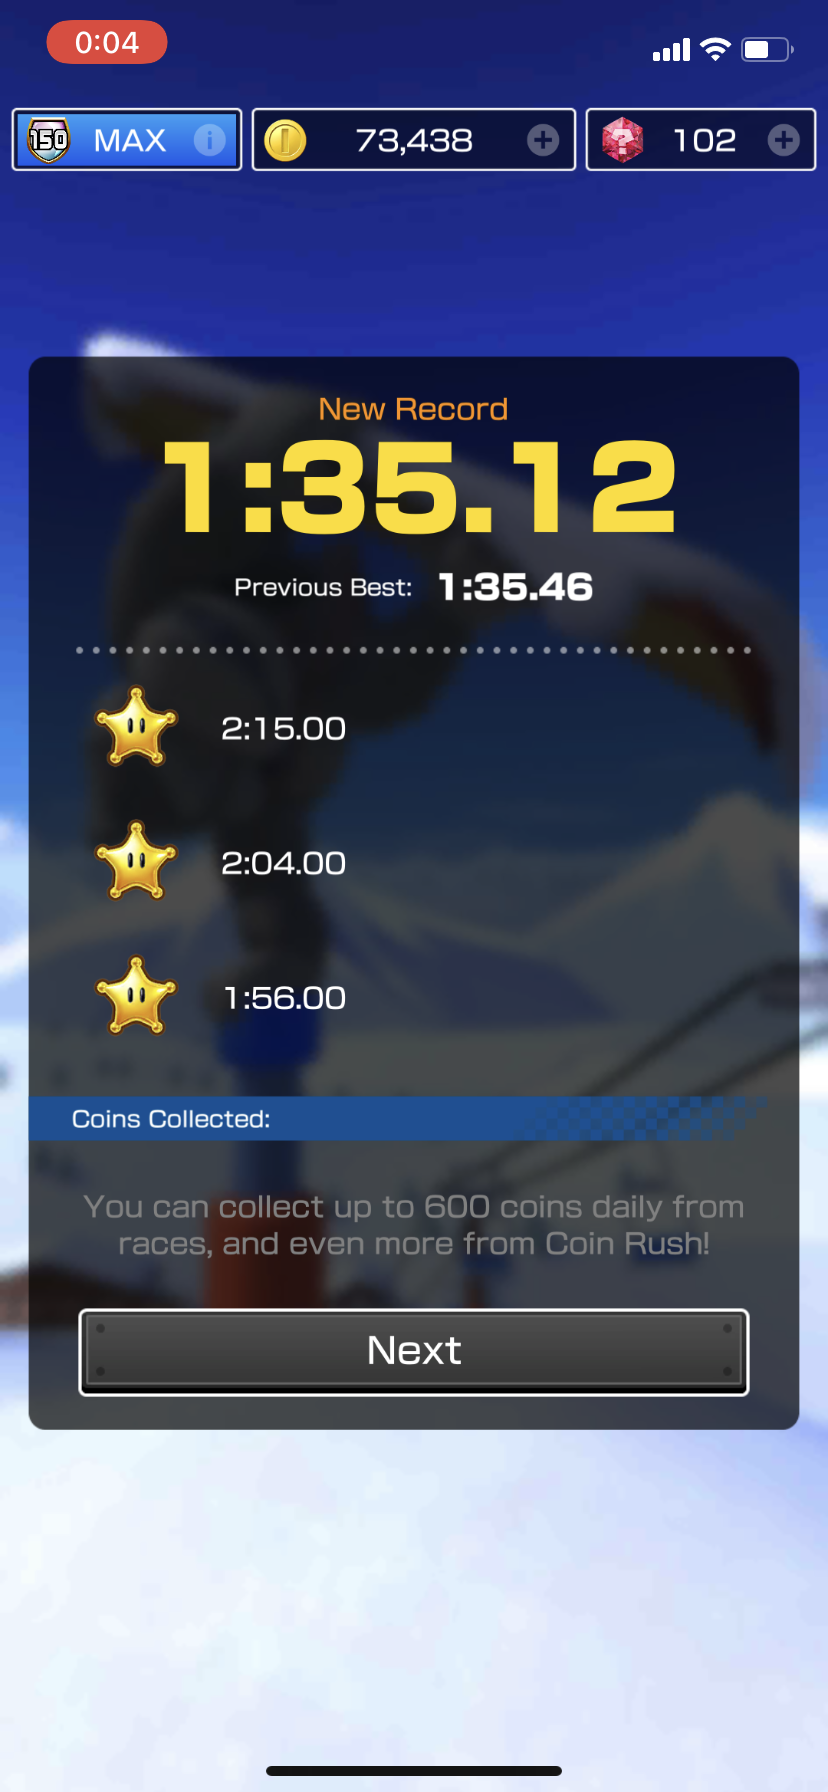 0:04
150 MAX i 73,438 + ? 102 +
New Record
1:35.12
Previous Best: 1:35.46
2:15.00
2:04.00
1:56.00
Coins Collected:
You can collect up to 600 coins daily from
races, and even more from Coin Rush!
Next